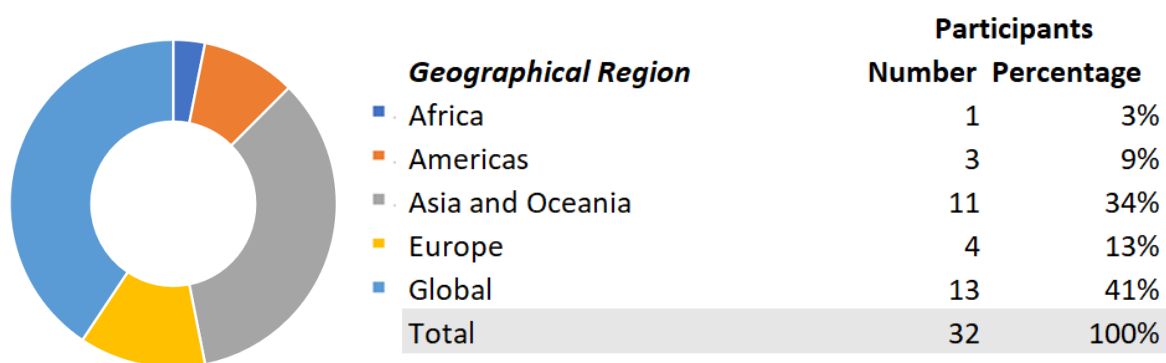 Participants
Geographical Region Number Percentage
Africa 1 3%
Americas 3 9%
Asia and Oceania 11 34%
Europe 4 13%
Global 13 41%
Total 32 100%